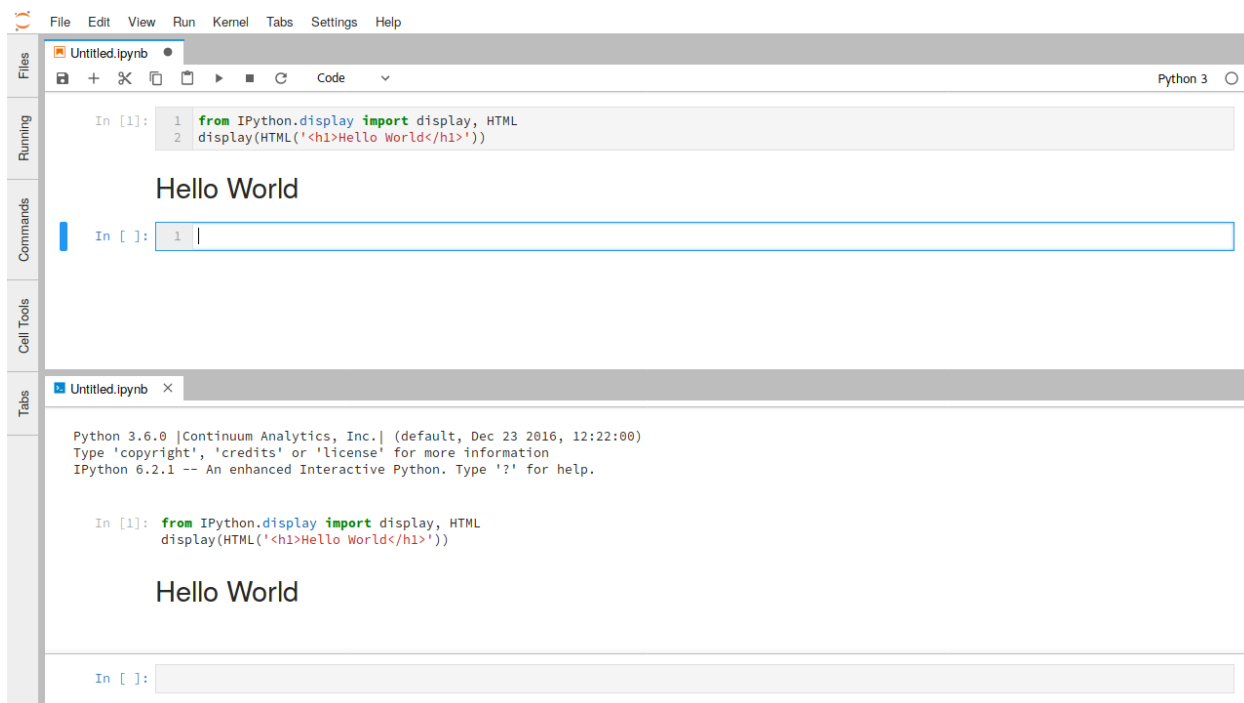 File Edit View Run Kernel Tabs Settings Help
Files
Running
Commands
Cell Tools
Tabs
Untitled.ipynb
Code
Python 3
In [1]:
1 from IPython.display import display, HTML
2 display(HTML('<h1>Hello World</h1>'))
Hello World
In [ ]: 1
Untitled.ipynb
Python 3.6.0 |Continuum Analytics, Inc.| (default, Dec 23 2016, 12:22:00)
Type 'copyright', 'credits' or 'license' for more information
IPython 6.2.1 -- An enhanced Interactive Python. Type '?' for help.
In [1]: from IPython.display import display, HTML
display(HTML('<h1>Hello World</h1>'))
Hello World
In [ ]: